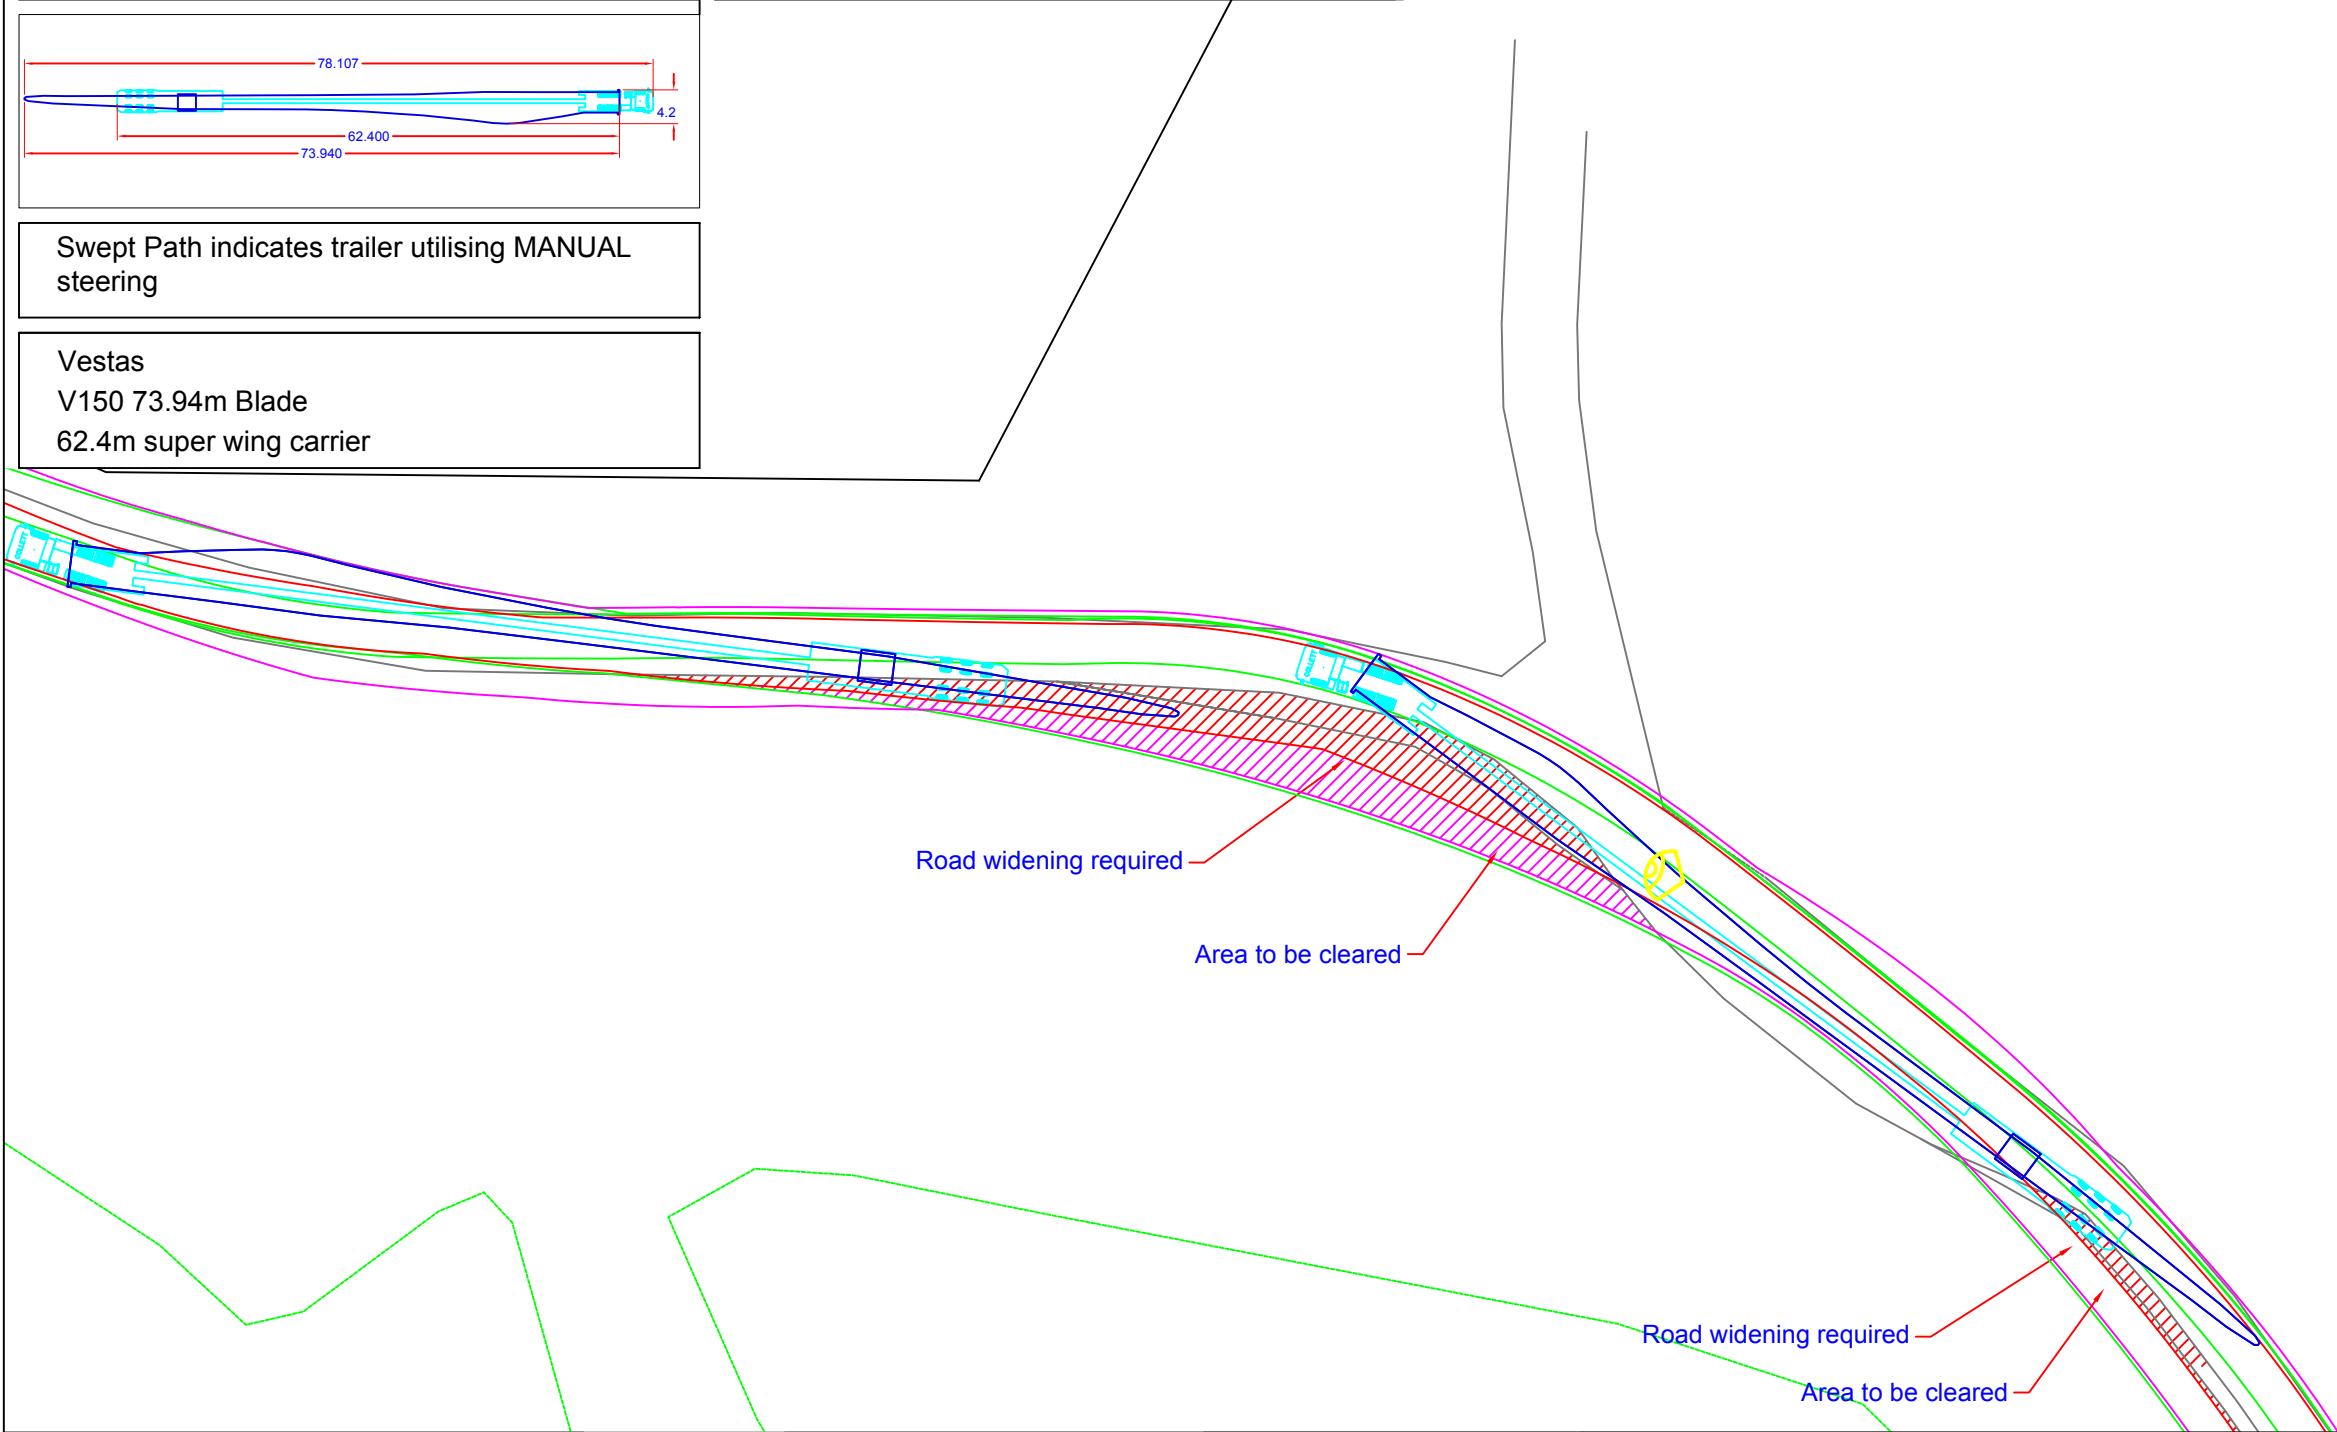 78.107
4.2
62.400
73.940
Swept Path indicates trailer utilising MANUAL
steering
Vestas
V150 73.94m Blade
62.4m super wing carrier
COLLETT
COLLETT
Road widening required
Area to be cleared
Road widening required
Area to be cleared